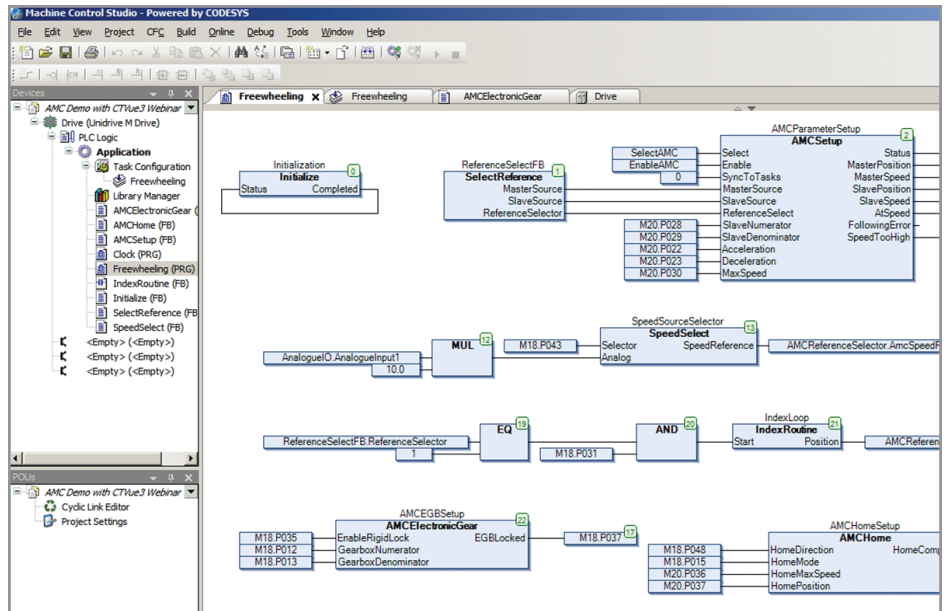 Machine Control Studio - Powered by CODESYS
File Edit View Project CFC Build Online Debug Tools Window Help
Devices
AMC Demo with CTVue3 Webinar
Drive (Unidrive M Drive)
PLC Logic
Application
Task Configuration
Freewheeling
Library Manager
AMCElectronicGear (
AMCHome (FB)
AMCSetup (FB)
Clock (PRG)
Freewheeling (PRG)
IndexRoutine (FB)
Initialize (FB)
SelectReference (FB
SpeedSelect (FB)
<Empty> (<Empty>)
<Empty> (<Empty>)
<Empty> (<Empty>)
POUs
AMC Demo with CTVue3 Webinar
Cyclic Link Editor
Project Settings
Freewheeling X Freewheeling AMCElectronicGear Drive
Initialization
0
Initialize
Status Completed
ReferenceSelectFB
1
SelectReference
MasterSource
SlaveSource
ReferenceSelector
AMCParameterSetup
2
AMCSetup
SelectAMC Select Status
EnableAMC Enable MasterPosition
0 SyncToTasks MasterSpeed
MasterSource SlavePosition
SlaveSource SlaveSpeed
ReferenceSelect AtSpeed
M20.P028 SlaveNumerator FollowingError
M20.P029 SlaveDenominator SpeedTooHigh
M20.P022 Acceleration
M20.P023 Deceleration
M20.P030 MaxSpeed
12
MUL
AnalogueIO.AnalogueInput1
10.0
SpeedSourceSelector
13
SpeedSelect
M18.P043 Selector SpeedReference AMCReferenceSelector.AmcSpeedR
Analog
19
EQ
ReferenceSelectFB.ReferenceSelector
1
20
AND
M18.P031
IndexLoop
21
IndexRoutine
Start Position AMCReferen
AMCEGBSetup
22
AMCElectronicGear
M18.P035 EnableRigidLock EGBLocked M18.P037 17
M18.P012 GearboxNumerator
M18.P013 GearboxDenominator
AMCHomeSetup
AMCHome
M18.P048 HomeDirection HomeComp
M18.P015 HomeMode
M20.P036 HomeMaxSpeed
M20.P037 HomePosition